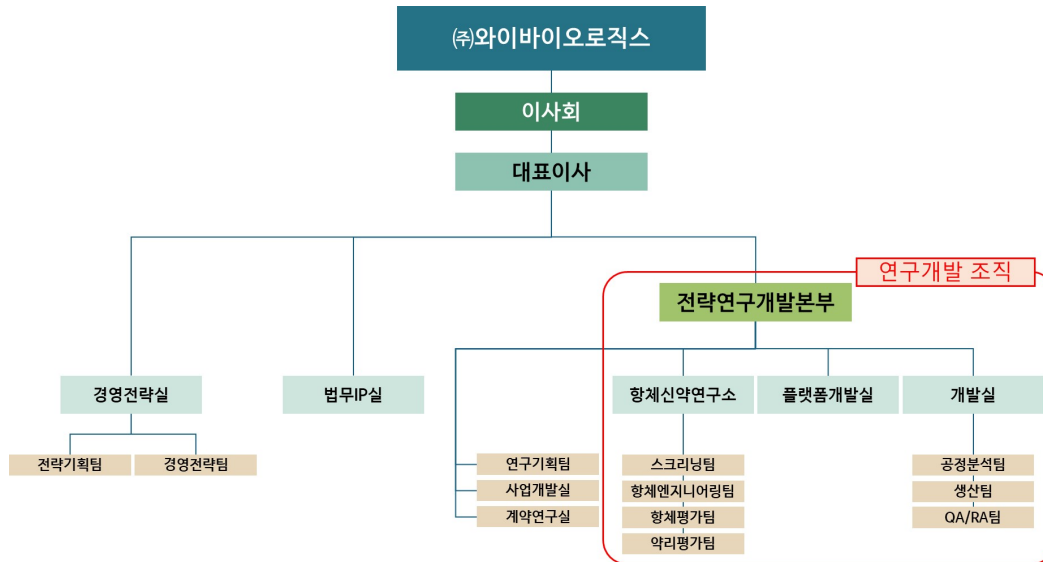 ㈜와이바이오로직스
이사회
대표이사
연구개발 조직
전략연구개발본부
경영전략실
법무IP실
항체신약연구소
플랫폼개발실
개발실
전략기획팀
경영전략팀
연구기획팀
사업개발실
계약연구실
스크리닝팀
항체엔지니어링팀
항체평가팀
약리평가팀
공정분석팀
생산팀
QA/RA팀